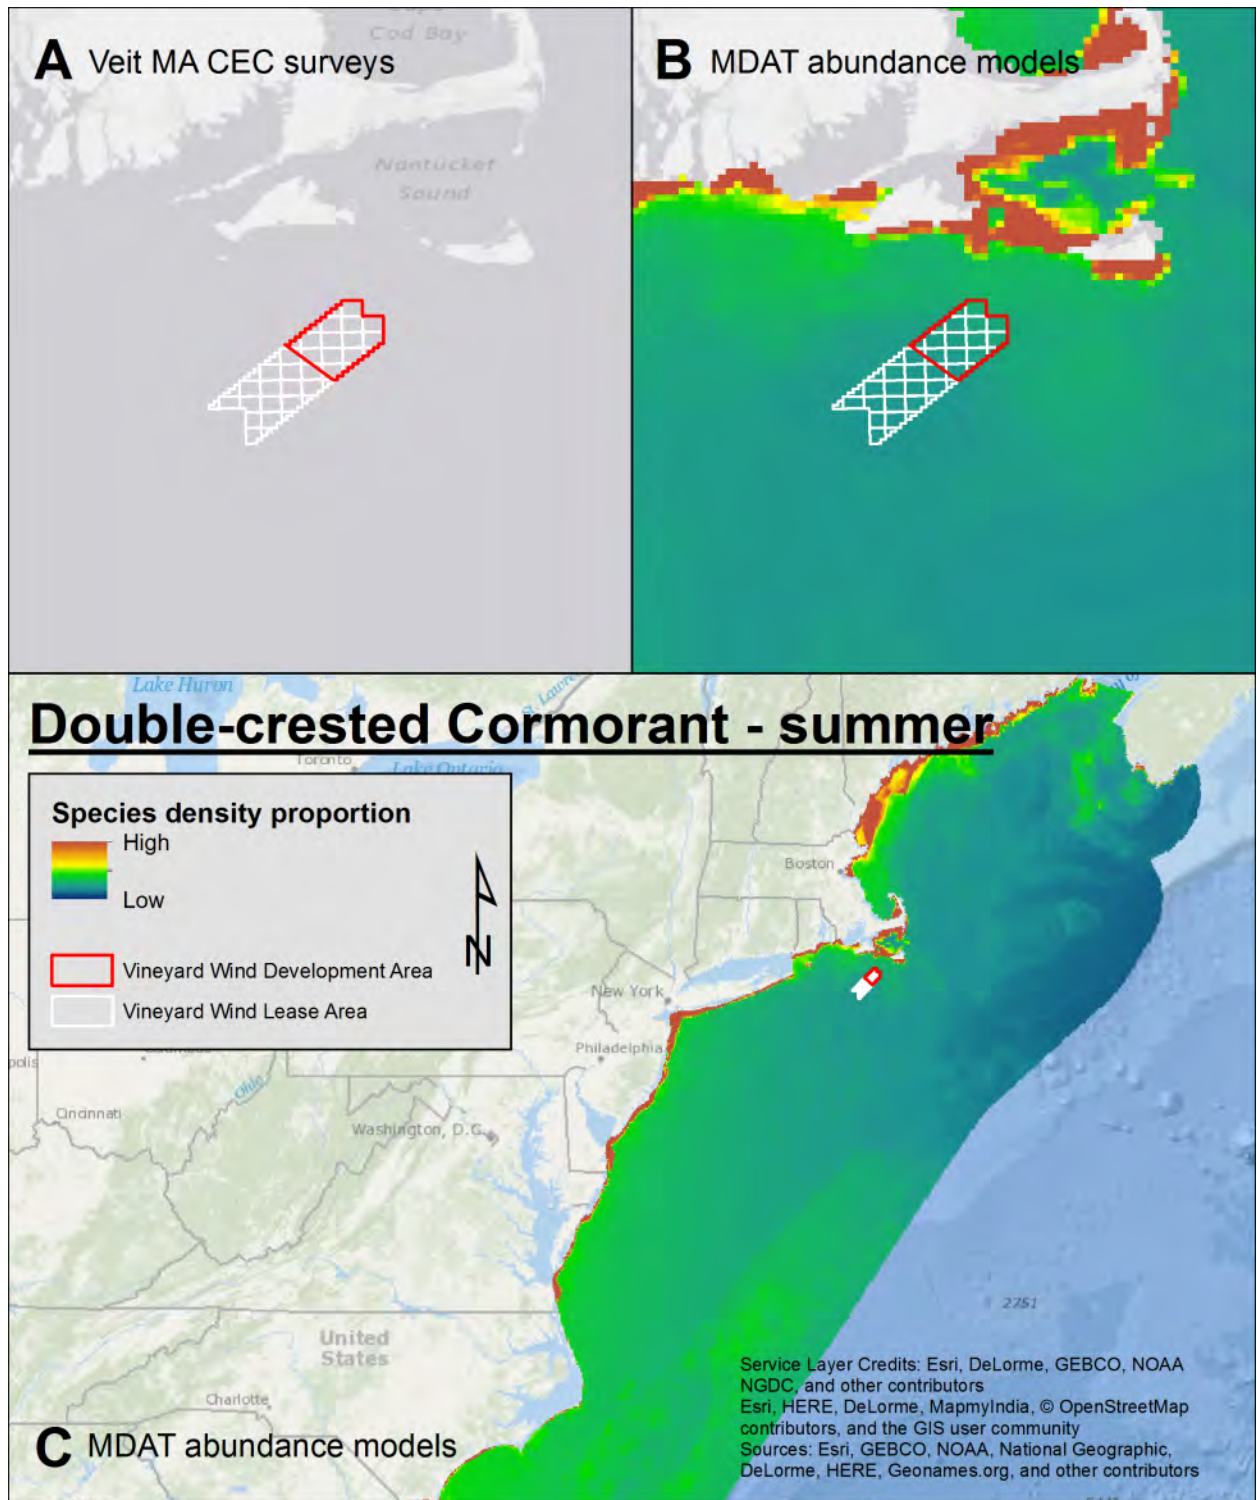 A Veit MA CEC surveys
Cod Bay
Nantucket
Sound
B MDAT abundance models
Lake Huron
St. Lawre
Double-crested Cormorant - summer
Toronto
Lake Ontario
Species density proportion
High
Low
N
Vineyard Wind Development Area
Vineyard Wind Lease Area
Boston
New York
Philadelphia
polis
Ohio
Cincinnati
Washington, D.C.
2751
United
States
Charlotte
Service Layer Credits: Esri, DeLorme, GEBCO, NOAA
NGDC, and other contributors
Esri, HERE, DeLorme, MapmyIndia, © OpenStreetMap
contributors, and the GIS user community
Sources: Esri, GEBCO, NOAA, National Geographic,
DeLorme, HERE, Geonames.org, and other contributors
C MDAT abundance models